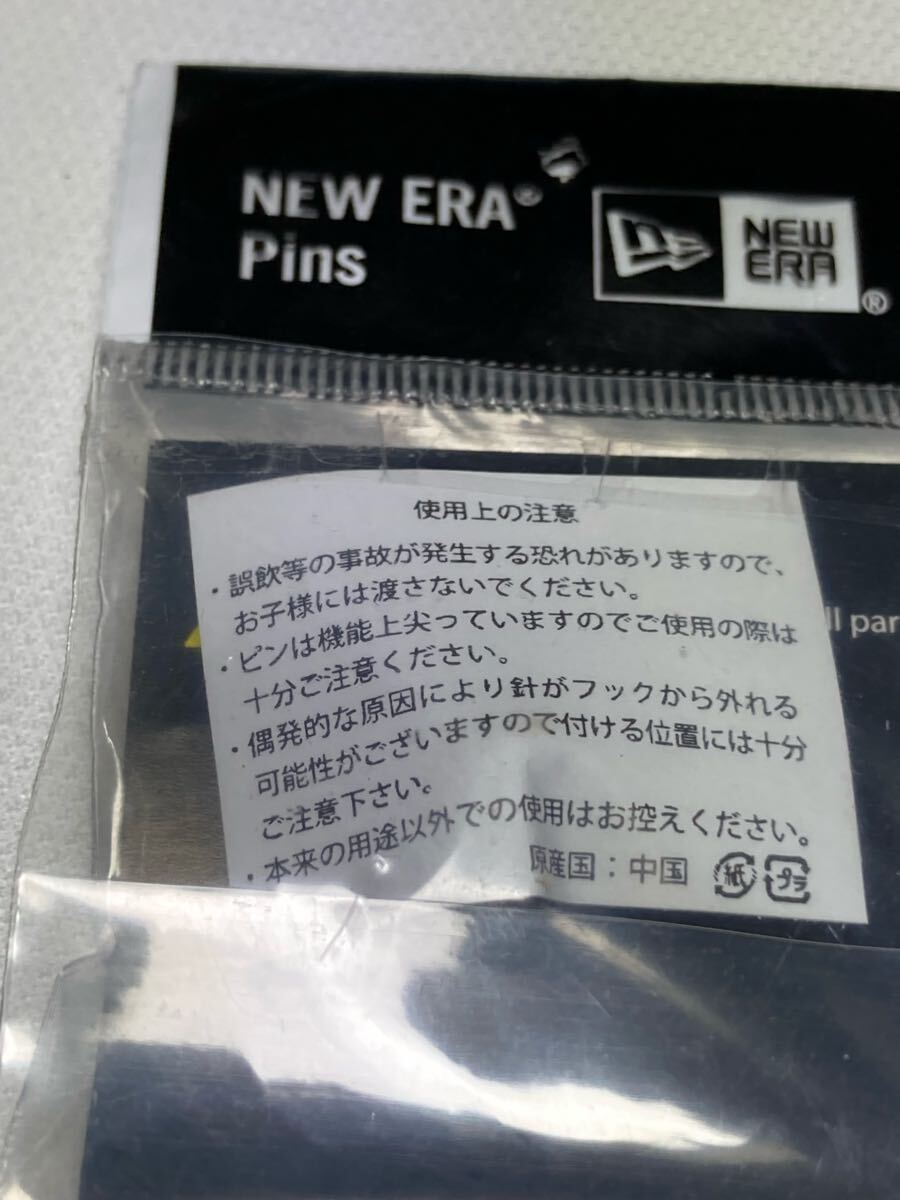 NEW ERA®
Pins
NEW
ERA
®
使用上の注意
・誤飲等の事故が発生する恐れがありますので、
お子様には渡さないでください。
・ピンは機能上尖っていますのでご使用の際は
十分ご注意ください。
・偶発的な原因により針がフックから外れる
可能性がございますので付ける位置には十分
ご注意下さい。
・本来の用途以外での使用はお控えください。
原産国：中国
紙
プラ
ll par